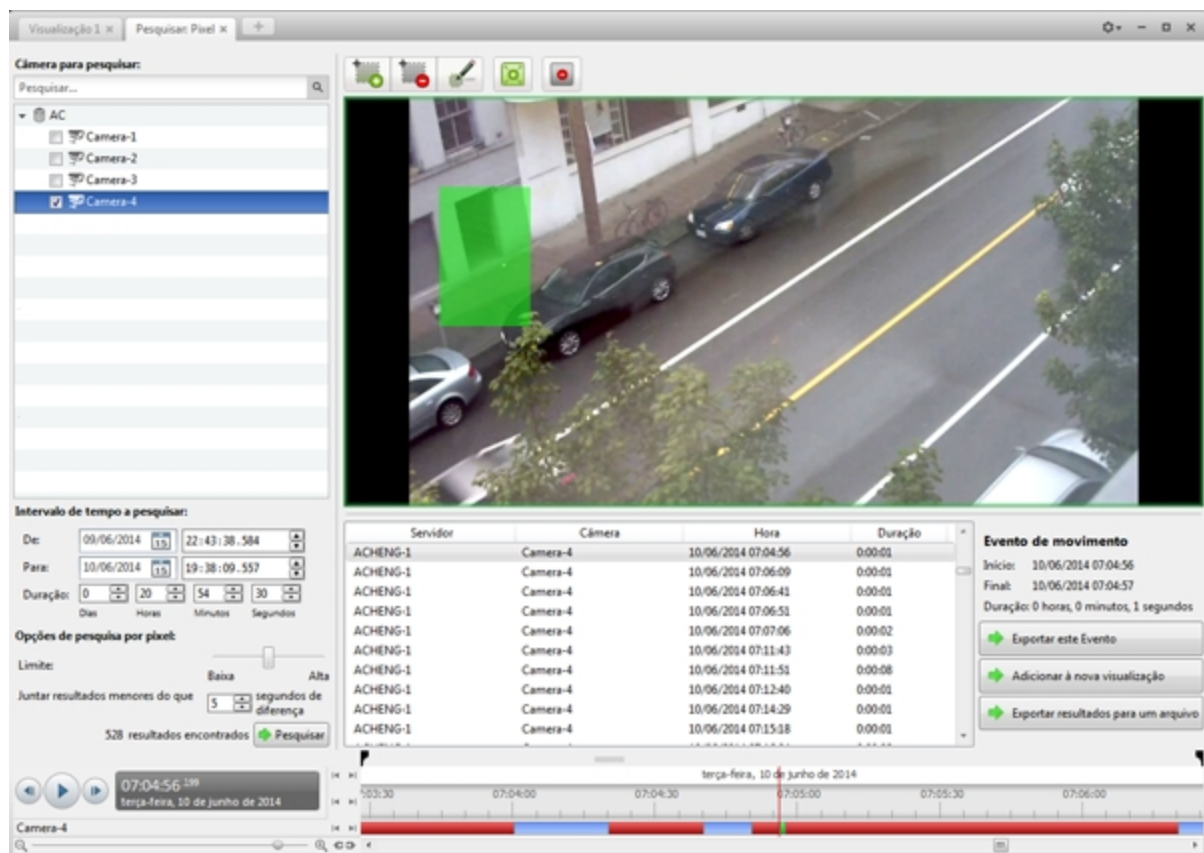 Visualização 1 ×
Pesquisar: Pixel ×
Câmera para pesquisar:
Pesquisar...
AC
Camera-1
Camera-2
Camera-3
Camera-4
Intervalo de tempo a pesquisar:
De: 09/06/2014 15 22:43:38.584
Para: 10/06/2014 15 19:38:09.557
Duração: 0 20 54 30
Dias Horas Minutos Segundos
Opções de pesquisa por pixel:
Limite:
Baixa Alta
Juntar resultados menores do que 5 segundos de diferença
528 resultados encontrados Pesquisar
Servidor Câmera Hora Duração
ACHENG-1 Camera-4 10/06/2014 07:04:56 0:00:01
ACHENG-1 Camera-4 10/06/2014 07:06:09 0:00:01
ACHENG-1 Camera-4 10/06/2014 07:06:41 0:00:01
ACHENG-1 Camera-4 10/06/2014 07:06:51 0:00:01
ACHENG-1 Camera-4 10/06/2014 07:07:06 0:00:02
ACHENG-1 Camera-4 10/06/2014 07:11:43 0:00:03
ACHENG-1 Camera-4 10/06/2014 07:11:51 0:00:08
ACHENG-1 Camera-4 10/06/2014 07:12:40 0:00:01
ACHENG-1 Camera-4 10/06/2014 07:14:29 0:00:01
ACHENG-1 Camera-4 10/06/2014 07:15:18 0:00:01
Evento de movimento
Início: 10/06/2014 07:04:56
Final: 10/06/2014 07:04:57
Duração: 0 horas, 0 minutos, 1 segundos
Exportar este Evento
Adicionar à nova visualização
Exportar resultados para um arquivo
07:04:56.199
terça-feira, 10 de junho de 2014
terça-feira, 10 de junho de 2014
:03:30 07:04:00 07:04:30 07:05:00 07:05:30 07:06:00
Camera-4